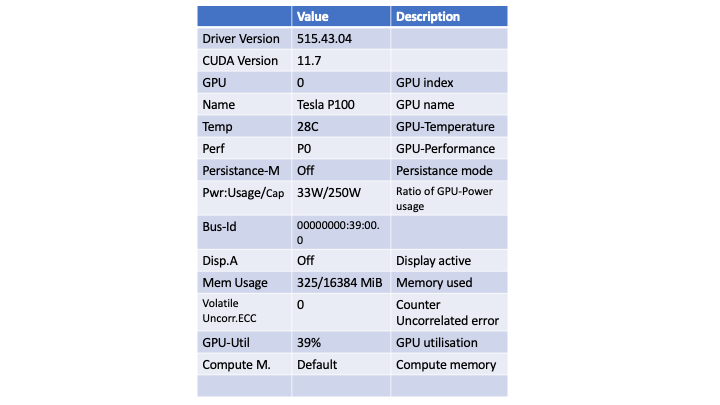 Value Description
Driver Version 515.43.04
CUDA Version 11.7
GPU 0 GPU index
Name Tesla P100 GPU name
Temp 28C GPU-Temperature
Perf P0 GPU-Performance
Persistance-M Off Persistance mode
Pwr:Usage/Cap 33W/250W Ratio of GPU-Power
usage
Bus-Id 00000000:39:00.
0
Disp.A Off Display active
Mem Usage 325/16384 MiB Memory used
Volatile 0 Counter
Uncorr.ECC Uncorrelated error
GPU-Util 39% GPU utilisation
Compute M. Default Compute memory